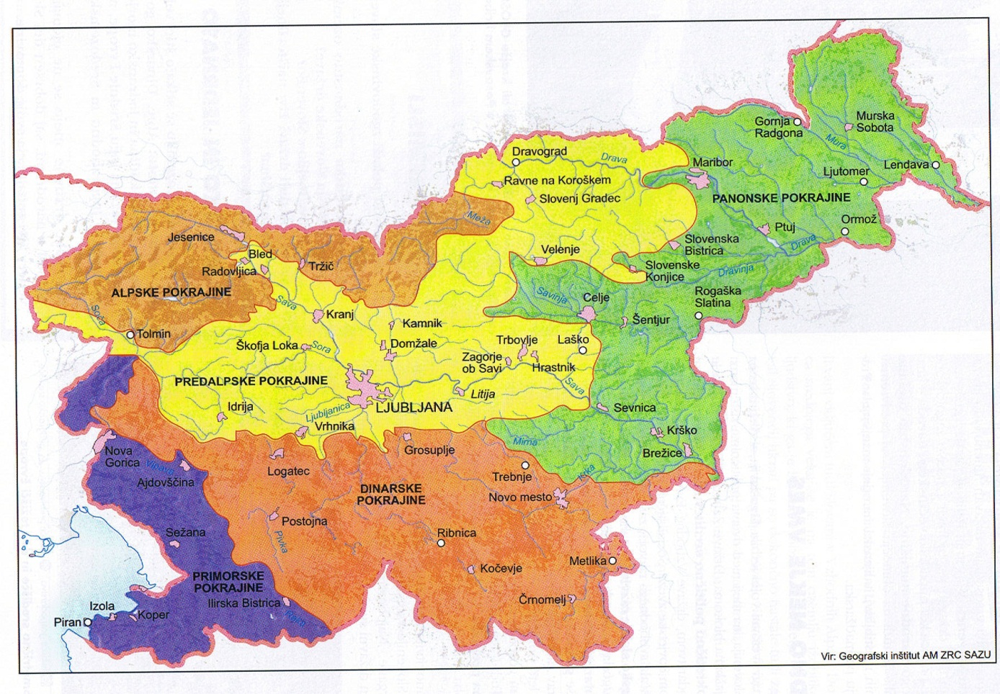 Gornja
Radgona
Murska
Sobota
Mura
Dravograd
Drava
Maribor
Lendava
Ljutomer
Ravne na Koroškem
Slovenj Gradec
PANONSKE POKRAJINE
Meža
Ormož
Ptuj
Jesenice
Drava
Slovenska
Bistrica
Bled
Velenje
Radovljica
Tržič
Slovenske
Konjice
Dravinja
ALPSKE POKRAJINE
Sava
Savinja
Celje
Rogaška
Slatina
Soča
Kranj
Šentjur
Kamnik
Tolmin
Škofja Loka
Sora
Domžale
Trbovlje
Laško
Zagorje
ob Savi
Hrastnik
PREDALPSKE POKRAJINE
Sava
Litija
Idrija
Ljubljanica
LJUBLJANA
Sevnica
Vrhnika
Krško
Mirna
Nova
Gorica
Grosuplje
Brežice
Vipava
Ajdovščina
Logatec
Trebnje
Krka
DINARSKE
POKRAJINE
Novo mesto
Postojna
Sežana
Ribnica
Pivka
Metlika
Kočevje
PRIMORSKE
POKRAJINE
Črnomelj
Ilirska Bistrica
Izola
Koper
Reka
Piran
Vir: Geografski inštitut AM ZRC SAZU